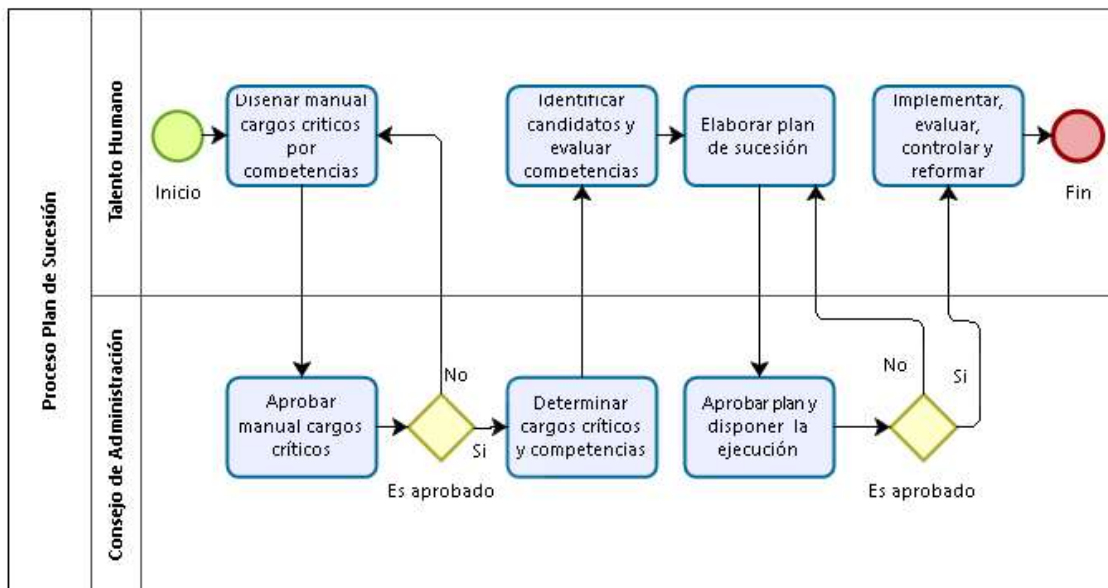 Proceso Plan de Sucesión
Talento Humano
Inicio
Diseñar manual
cargos criticos
por
competencias
Identificar
candidatos y
evaluar
competencias
Elaborar plan
de sucesión
Implementar,
evaluar,
controlar y
reformar
Fin
Consejo de Administración
Aprobar
manual cargos
críticos
No
Si
Es aprobado
Determinar
cargos críticos
y competencias
Aprobar plan y
disponer la
ejecución
No
Si
Es aprobado